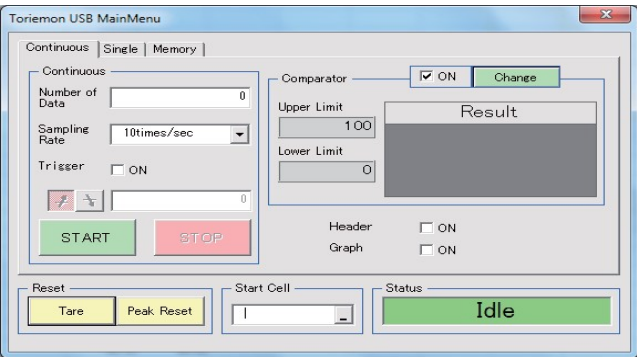 Toriemon USB MainMenu
Continuous Single Memory
Continuous
Number of Data 0
Sampling Rate 10times/sec
Trigger ON
0
START STOP
Comparator ON Change
Upper Limit
100
Lower Limit
0
Result
Header ON
Graph ON
Reset
Tare Peak Reset
Start Cell
Status
Idle